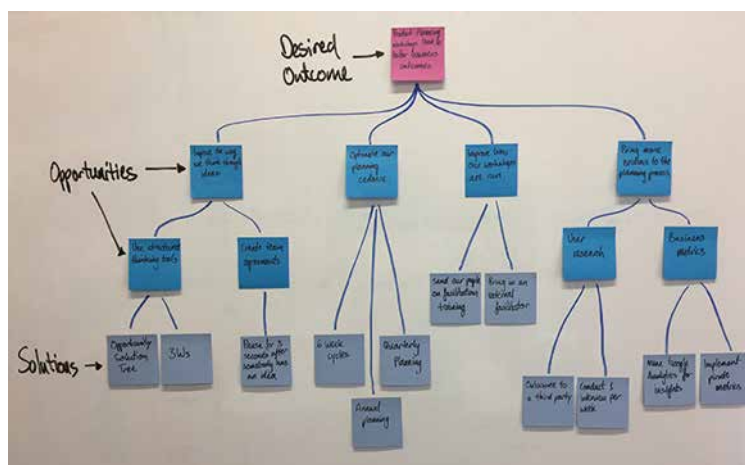 Desired
Outcome
Product Planning
workshops lead to
better business
outcomes
Opportunities
Improve the way
we think through
ideas
Optimize our
planning
cadence
Improve how
our workshops
are run
Bring more
evidence to the
planning process
Use structured
thinking tools
Create team
agreements
User
research
Business
metrics
Send our people
on facilitation
training
Bring in an
external facilitator
Solutions
Opportunity
Solution
Tree
3Ws
Pause for 3
seconds after
somebody has
an idea
6 week
cycles
Quarterly
Planning
Annual
planning
Outsource to
a third party
Conduct 1
interview per
week
Google
Analytics for
insights
Implement
metrics